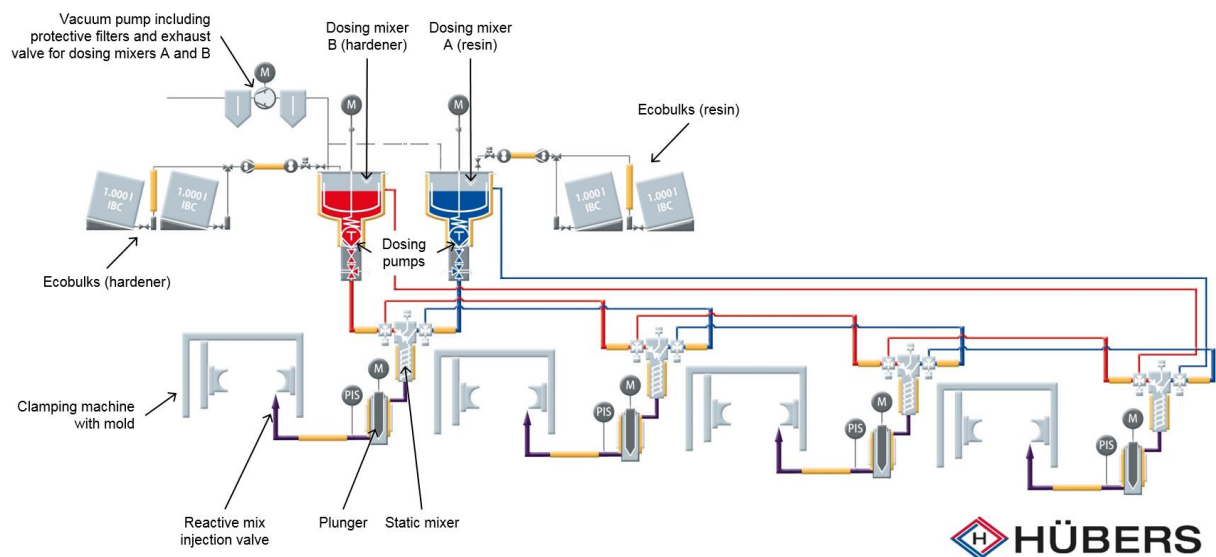 Vacuum pump including
protective filters and exhaust
valve for dosing mixers A and B
Dosing mixer
B (hardener)
Dosing mixer
A (resin)
M
M
M
Ecobulks (resin)
1.000 l
IBC
1.000 l
IBC
1.000 l
IBC
1.000 l
IBC
T
T
Dosing
pumps
Ecobulks (hardener)
Clamping machine
with mold
M
PIS
M
PIS
M
PIS
M
PIS
Reactive mix
injection valve
Plunger
Static mixer
H
HÜBERS